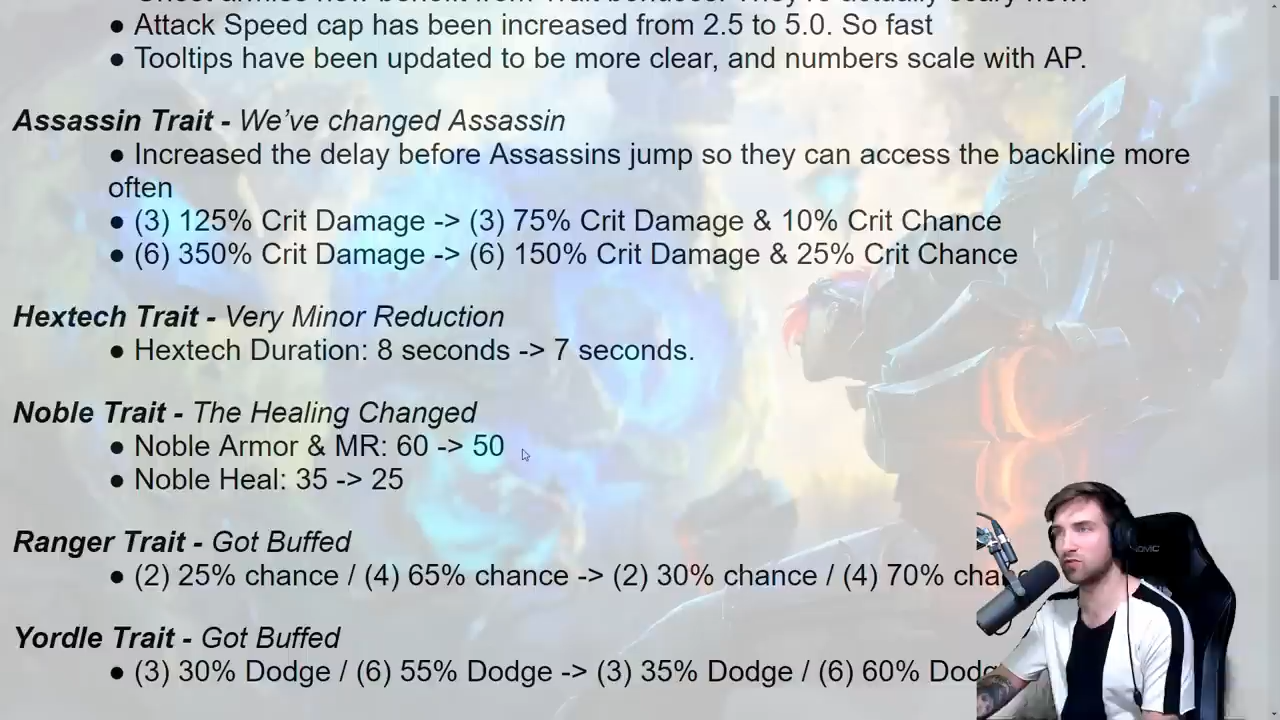 ● Attack Speed cap has been increased from 2.5 to 5.0. So fast
● Tooltips have been updated to be more clear, and numbers scale with AP.
Assassin Trait - We’ve changed Assassin
● Increased the delay before Assassins jump so they can access the backline more
often
● (3) 125% Crit Damage -> (3) 75% Crit Damage & 10% Crit Chance
● (6) 350% Crit Damage -> (6) 150% Crit Damage & 25% Crit Chance
Hextech Trait - Very Minor Reduction
● Hextech Duration: 8 seconds -> 7 seconds.
Noble Trait - The Healing Changed
● Noble Armor & MR: 60 -> 50
● Noble Heal: 35 -> 25
Ranger Trait - Got Buffed
● (2) 25% chance / (4) 65% chance -> (2) 30% chance / (4) 70%
Yordle Trait - Got Buffed
● (3) 30% Dodge / (6) 55% Dodge -> (3) 35% Dodge / (6) 60%